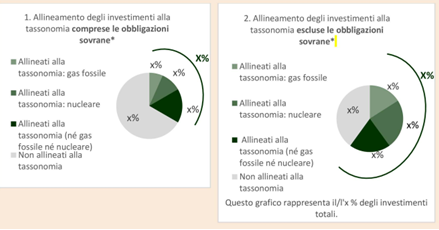 1. Allineamento degli investimenti alla
tassonomia comprese le obbligazioni
sovrane*
Allineati alla
tassonomia: gas fossile
Allineati alla
tassonomia: nucleare
Allineati alla
tassonomia (né gas
fossile né nucleare)
Non allineati alla
tassonomia
x%
x%
x%
x%
X%
2. Allineamento degli investimenti alla
tassonomia escluse le obbligazioni
sovrane*
Allineati alla
tassonomia: gas fossile
Allineati alla
tassonomia: nucleare
Allineati alla
tassonomia (né gas
fossile né nucleare)
Non allineati alla
tassonomia
x%
x%
x%
x%
X%
Questo grafico rappresenta il/l'x % degli investimenti
totali.